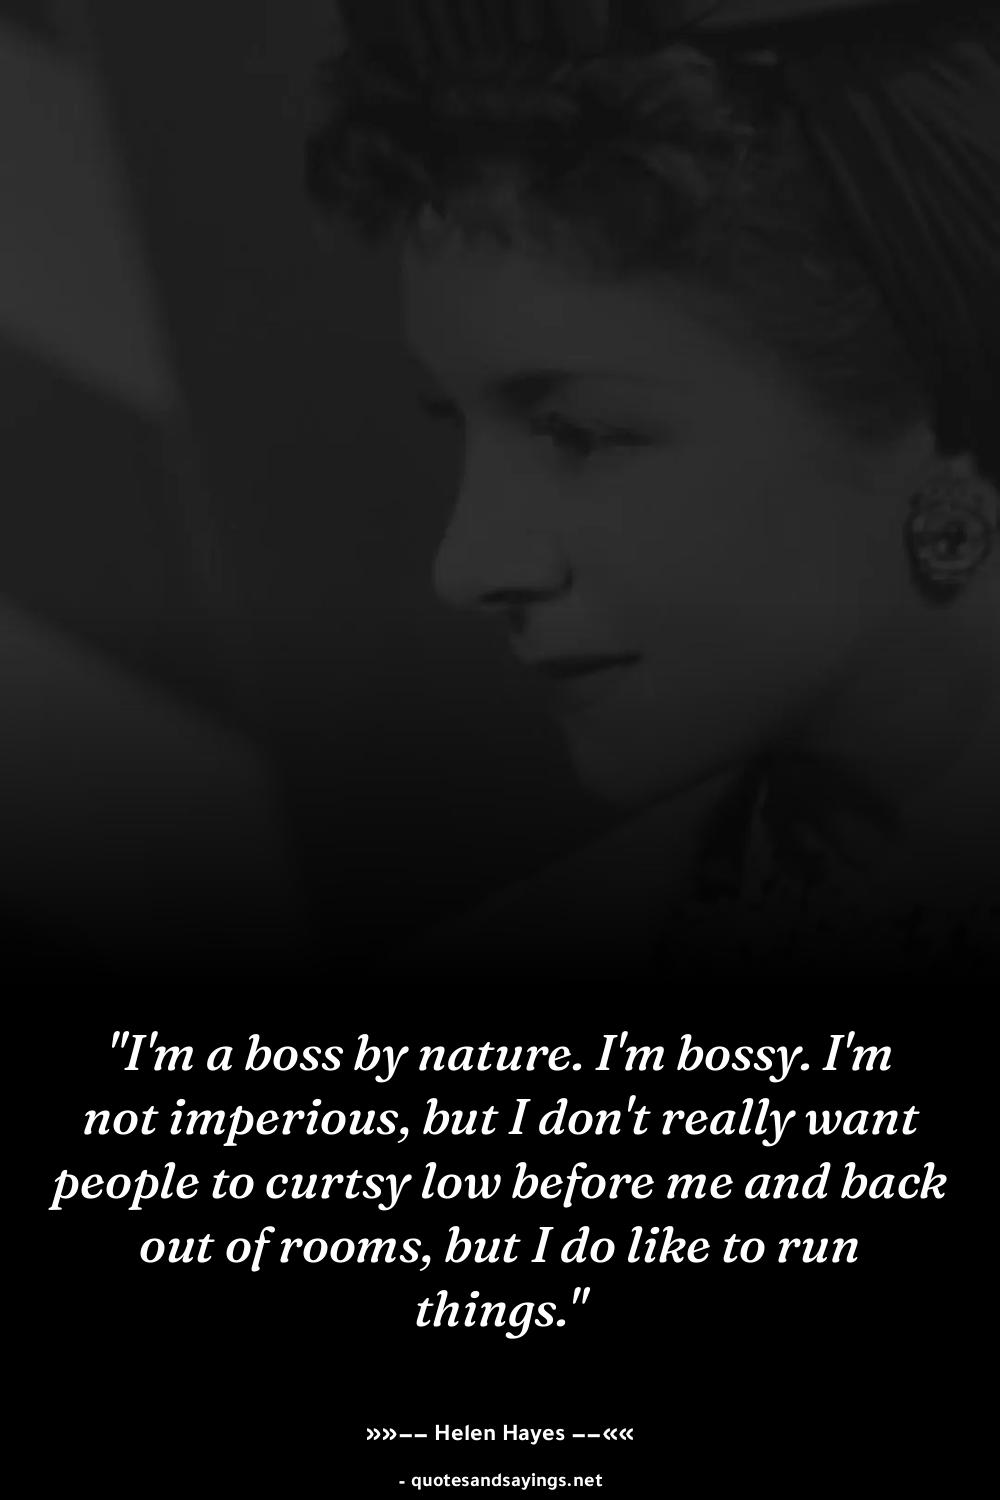 "I'm a boss by nature. I'm bossy. I'm
not imperious, but I don't really want
people to curtsy low before me and back
out of rooms, but I do like to run
things."
»»−− Helen Hayes −−««
- quotesandsayings.net